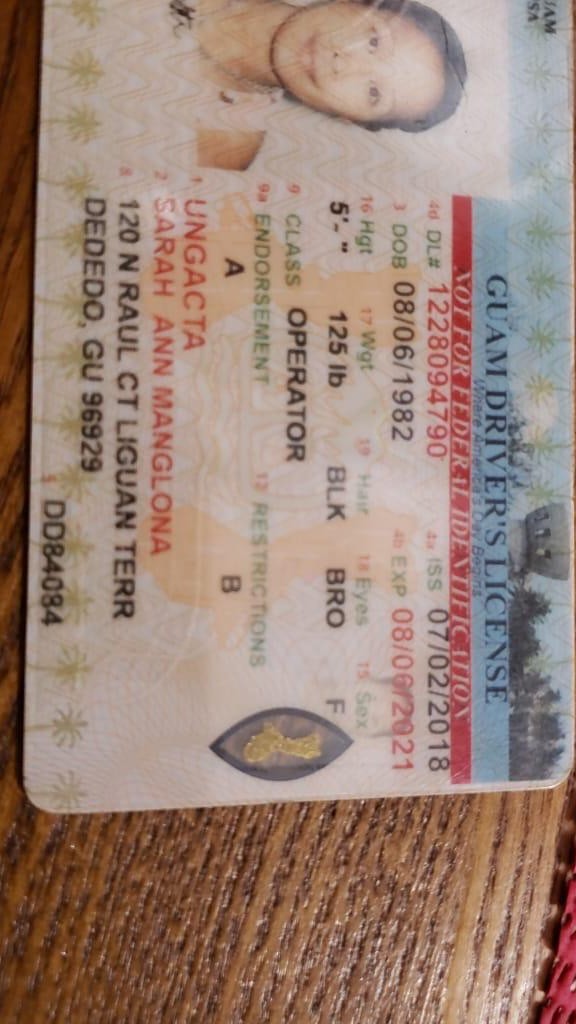 GUAM
USA
GUAM DRIVER'S LICENSE
Where America's Day Begins
NOT FOR FEDERAL IDENTIFICATION
4d DL# 1228094790 4a ISS 07/02/2018
3 DOB 08/06/1982 4b EXP 08/06/2021
16 Hgt 17 Wgt 19 Hair 18 Eyes 15 Sex
5'- " 125 lb BLK BRO F
9 CLASS OPERATOR
9a ENDORSEMENT 12 RESTRICTIONS
A B
1 UNGACTA
2 SARAH ANN MANGLONA
8 120 N RAUL CT LIGUAN TERR
DEDEDO, GU 96929
5 DD84084